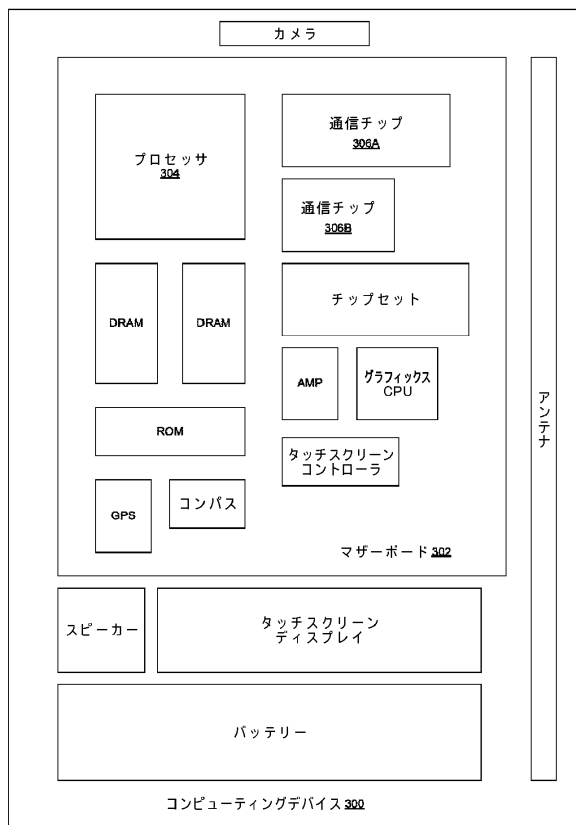 カメラ
プロセッサ
304
通信チップ
306A
通信チップ
306B
DRAM
DRAM
チップセット
AMP
グラフィックス
CPU
ROM
タッチスクリーン
コントローラ
GPS
コンパス
マザーボード 302
アンテナ
スピーカー
タッチスクリーン
ディスプレイ
バッテリー
コンピューティングデバイス 300